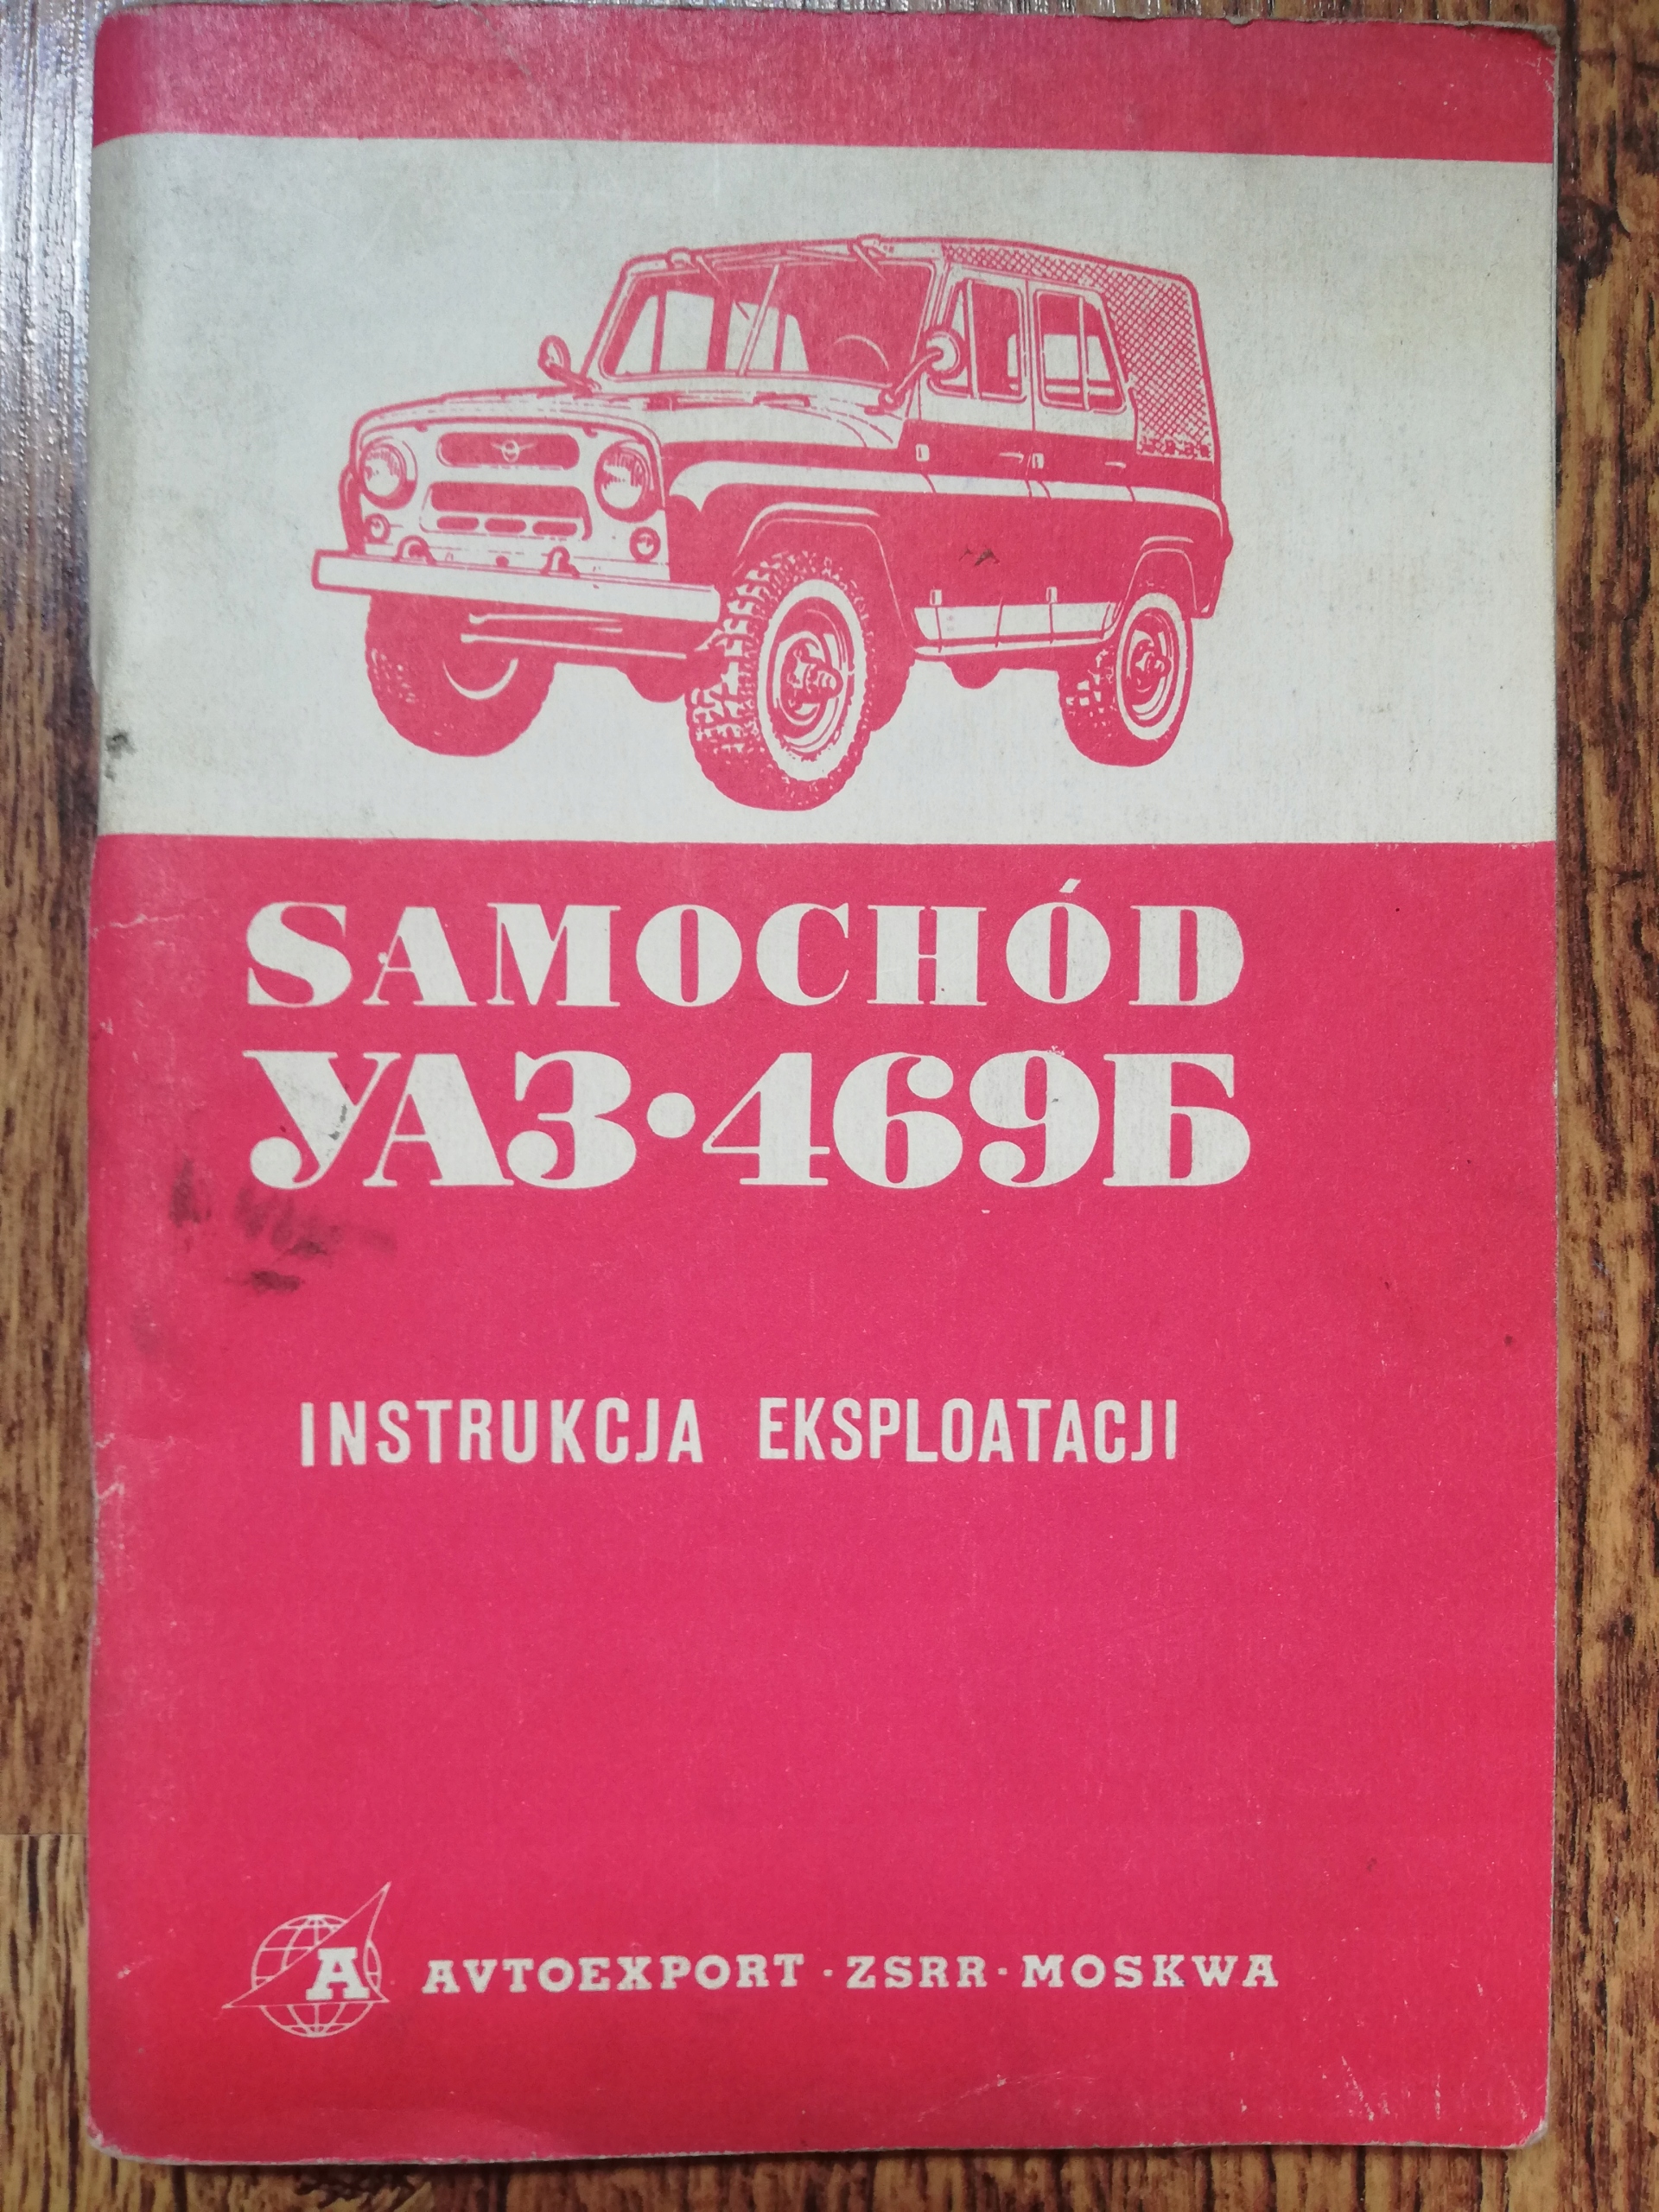 SAMOCHÓD
УАЗ·469Б
INSTRUKCJA EKSPLOATACJI
A AVTOEXPORT · ZSRR · MOSKWA